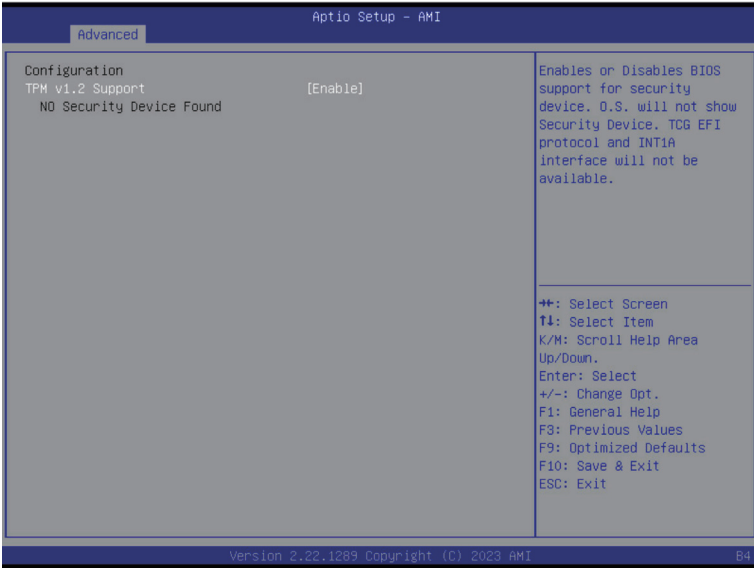 Aptio Setup – AMI
Advanced
Configuration
TPM v1.2 Support [Enable]
NO Security Device Found
Enables or Disables BIOS
support for security
device. O.S. will not show
Security Device. TCG EFI
protocol and INT1A
interface will not be
available.
→←: Select Screen
↑↓: Select Item
K/M: Scroll Help Area
Up/Down.
Enter: Select
+/-: Change Opt.
F1: General Help
F3: Previous Values
F9: Optimized Defaults
F10: Save & Exit
ESC: Exit
Version 2.22.1289 Copyright (C) 2023 AMI
B4